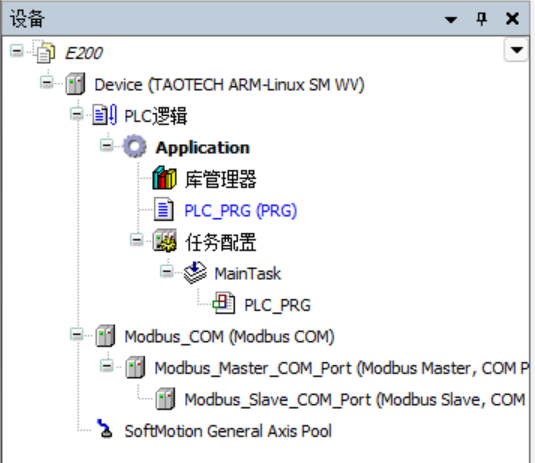 设备
E200
Device (TAOTECH ARM-Linux SM WV)
PLC逻辑
Application
库管理器
PLC_PRG (PRG)
任务配置
MainTask
PLC_PRG
Modbus_COM (Modbus COM)
Modbus_Master_COM_Port (Modbus Master, COM P
Modbus_Slave_COM_Port (Modbus Slave, COM
SoftMotion General Axis Pool